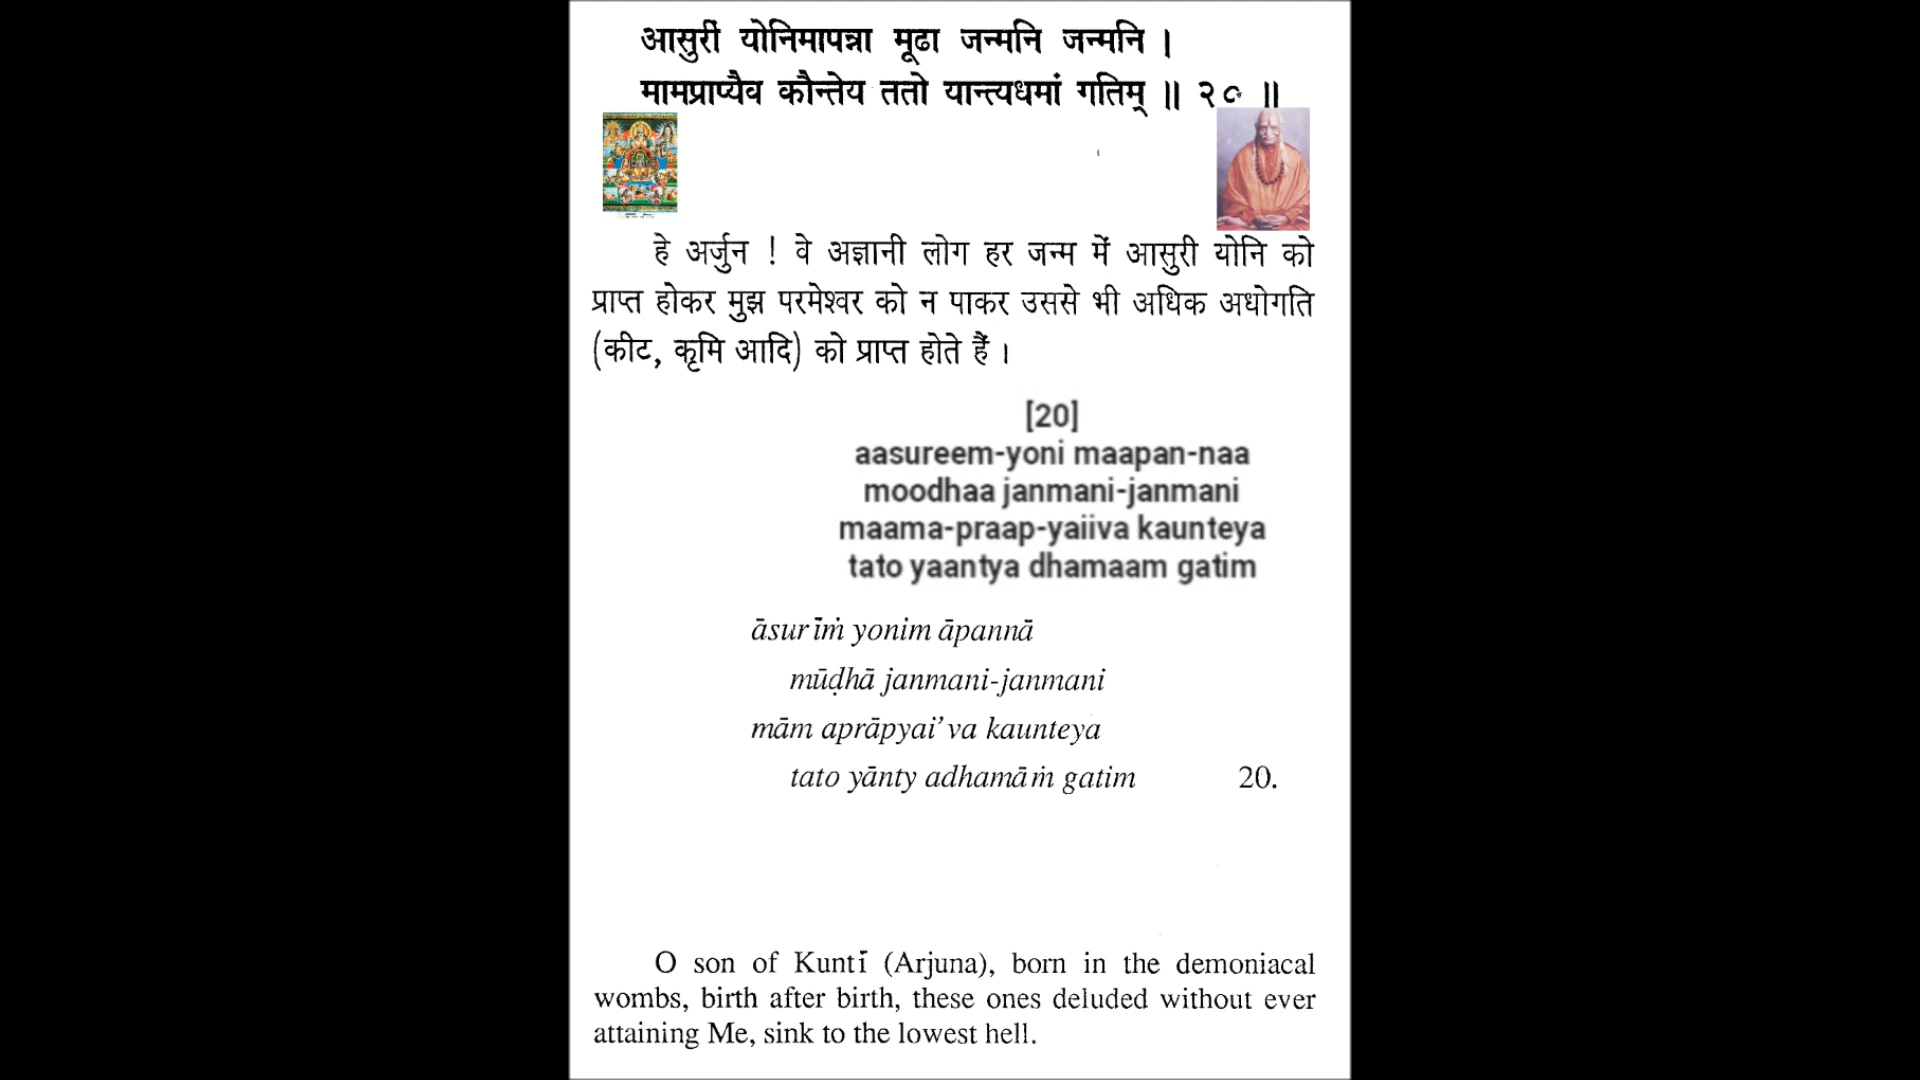 आसुरीं योनिमापन्ना मूढा जन्मनि जन्मनि ।
मामप्राप्यैव कौन्तेय ततो यान्त्यधमां गतिम् ॥ २० ॥
हे अर्जुन ! वे अज्ञानी लोग हर जन्म में आसुरी योनि को
प्राप्त होकर मुझ परमेश्वर को न पाकर उससे भी अधिक अधोगति
(कीट, कृमि आदि) को प्राप्त होते हैं ।
[20]
aasureem-yoni maapan-naa
moodhaa janmani-janmani
maama-praap-yaiiva kaunteya
tato yaantya dhamaam gatim
āsurīṁ yonim āpannā
mūḍhā janmani-janmani
mām aprāpyai’va kaunteya
tato yānty adhamāṁ gatim 20.
O son of Kuntī (Arjuna), born in the demoniacal
wombs, birth after birth, these ones deluded without ever
attaining Me, sink to the lowest hell.